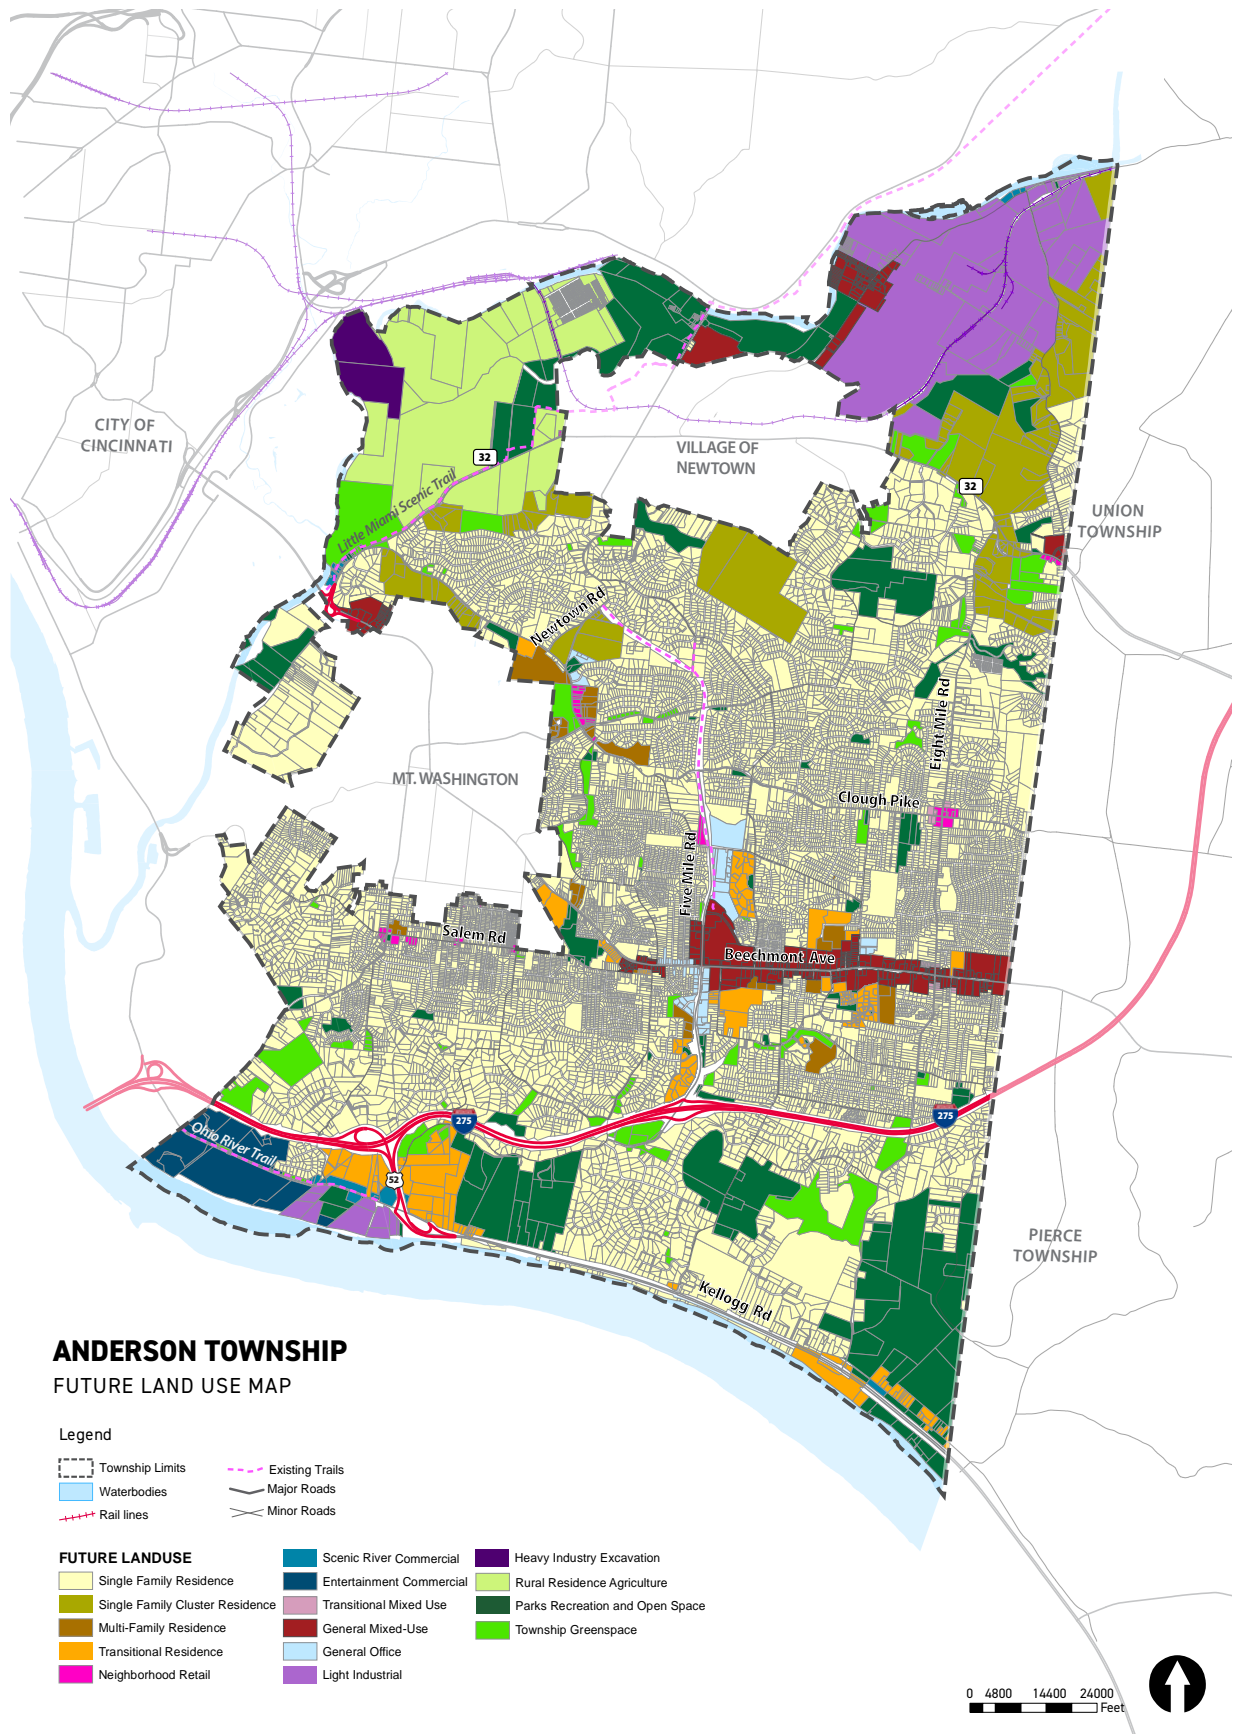 CITY OF
CINCINNATI
32
VILLAGE OF
NEWTOWN
32
UNION
TOWNSHIP
Little Miami Scenic Trail
Newtown Rd
Eight Mile Rd
MT. WASHINGTON
Clough Pike
Five Mile Rd
Salem Rd
Beechmont Ave
275
275
Ohio River Trail
52
PIERCE
TOWNSHIP
Kellogg Rd
ANDERSON TOWNSHIP
FUTURE LAND USE MAP
Legend
Township Limits
Waterbodies
Rail lines
Existing Trails
Major Roads
Minor Roads
FUTURE LANDUSE
Single Family Residence
Single Family Cluster Residence
Multi-Family Residence
Transitional Residence
Neighborhood Retail
Scenic River Commercial
Entertainment Commercial
Transitional Mixed Use
General Mixed-Use
General Office
Light Industrial
Heavy Industry Excavation
Rural Residence Agriculture
Parks Recreation and Open Space
Township Greenspace
0 4800 14400 24000
Feet